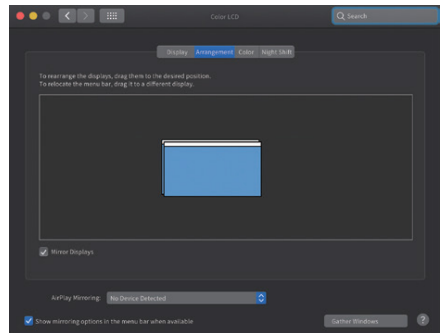 Color LCD
Search
Display Arrangement Color Night Shift
To rearrange the displays, drag them to the desired position.
To relocate the menu bar, drag it to a different display.
Mirror Displays
AirPlay Mirroring: No Device Detected
Show mirroring options in the menu bar when available
Gather Windows ?